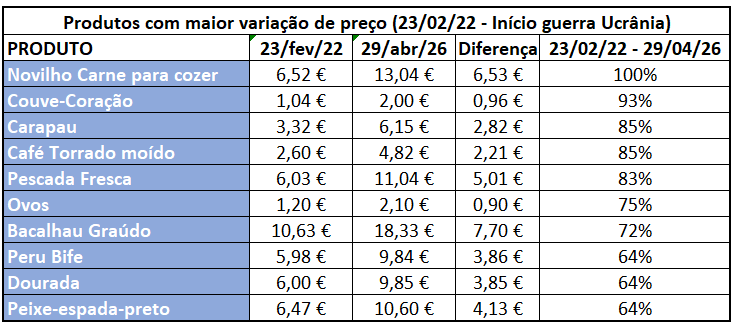 Produtos com maior variação de preço (23/02/22 - Início guerra Ucrânia)
PRODUTO 23/fev/22 29/abr/26 Diferença 23/02/22 - 29/04/26
Novilho Carne para cozer 6,52 € 13,04 € 6,53 € 100%
Couve-Coração 1,04 € 2,00 € 0,96 € 93%
Carapau 3,32 € 6,15 € 2,82 € 85%
Café Torrado moído 2,60 € 4,82 € 2,21 € 85%
Pescada Fresca 6,03 € 11,04 € 5,01 € 83%
Ovos 1,20 € 2,10 € 0,90 € 75%
Bacalhau Graúdo 10,63 € 18,33 € 7,70 € 72%
Peru Bife 5,98 € 9,84 € 3,86 € 64%
Dourada 6,00 € 9,85 € 3,85 € 64%
Peixe-espada-preto 6,47 € 10,60 € 4,13 € 64%